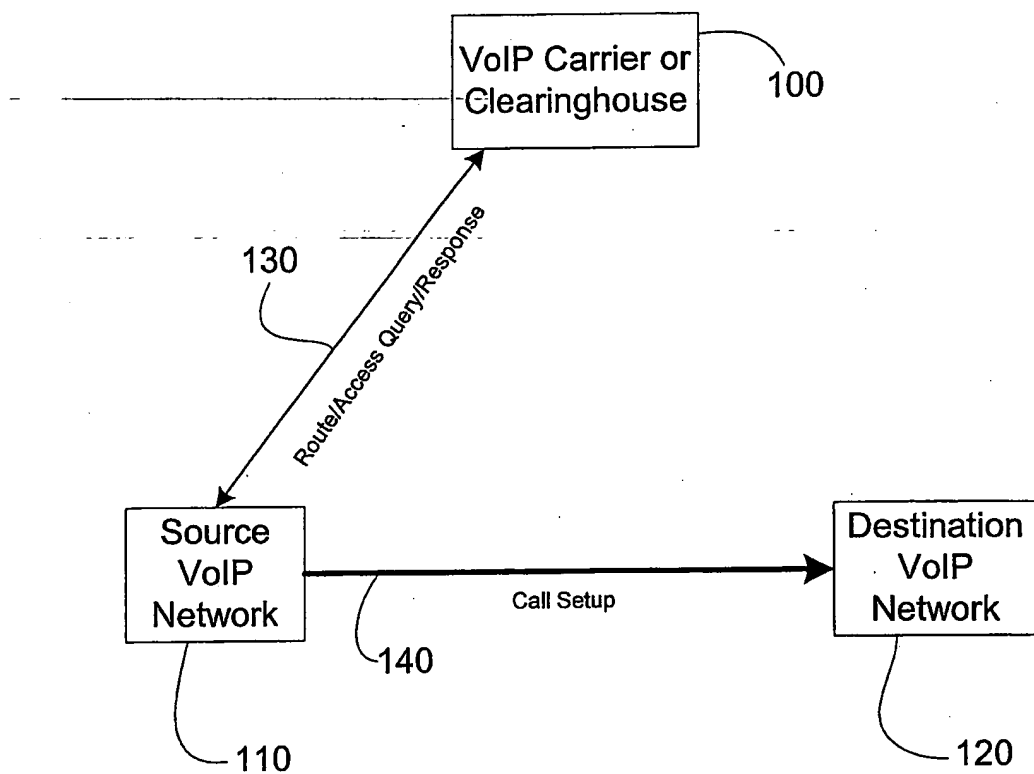 VoIP Carrier or
Clearinghouse
100
130
Route/Access Query/Response
Source
VoIP
Network
Destination
VoIP
Network
Call Setup
140
110
120